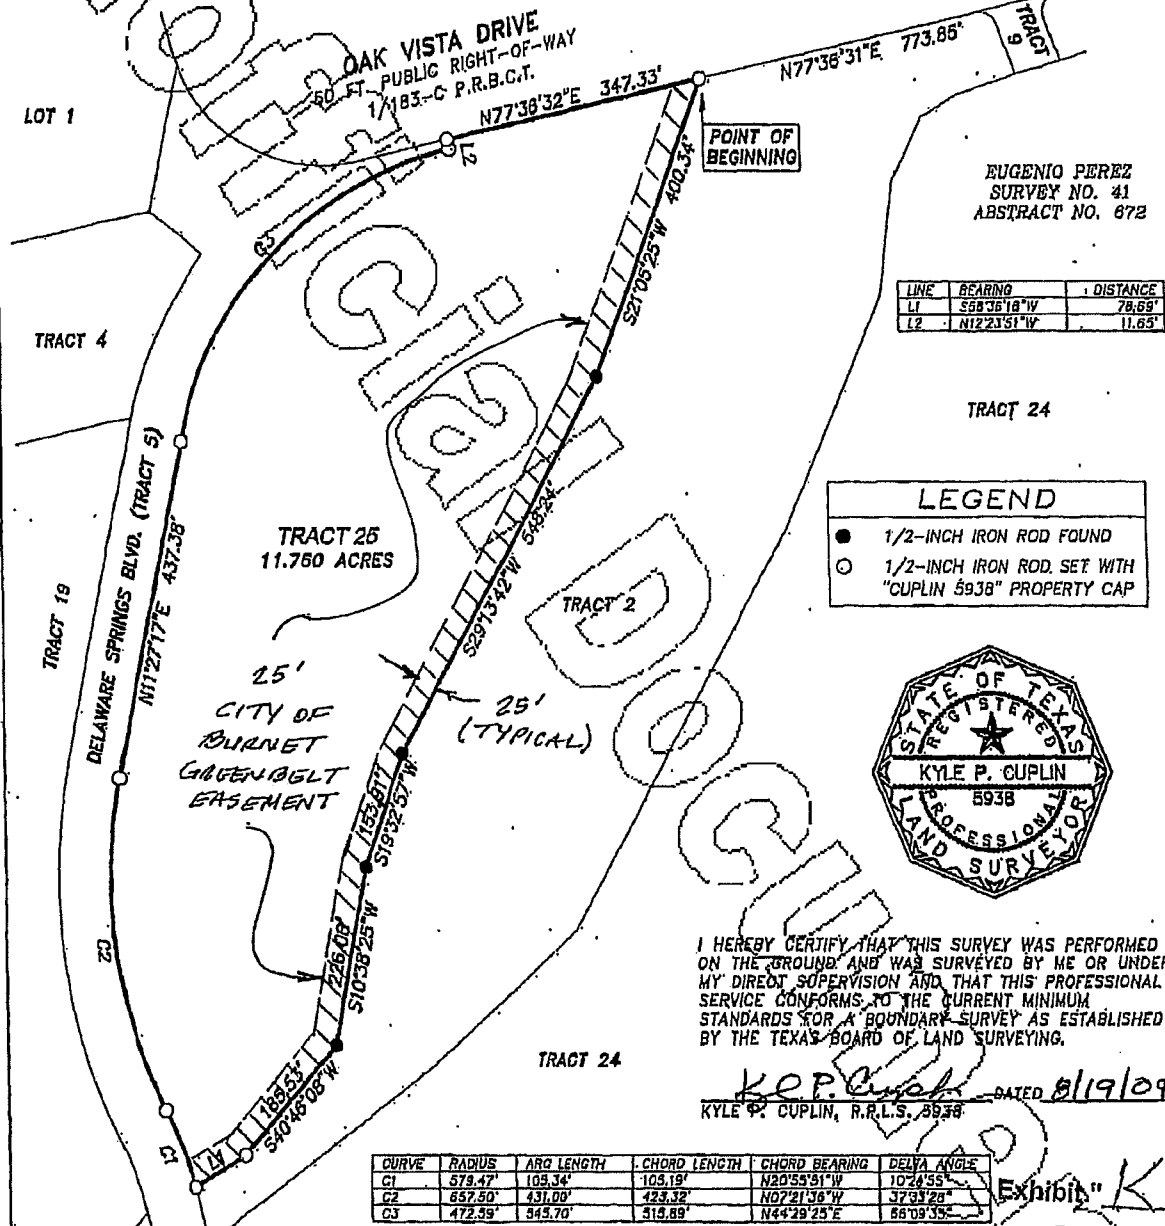 OAK VISTA DRIVE
60 FT. PUBLIC RIGHT-OF-WAY
1/183-C P.R.B.C.T.
N77°36'32"E 347.33'
N77°36'31"E 773.85'
TRACT
9
LOT 1
L2
POINT OF
BEGINNING
EUGENIO PEREZ
SURVEY NO. 41
ABSTRACT NO. 672
C3
S21°05'25"W 400.34'
LINE BEARING DISTANCE
L1 S58°36'18"W 78.69'
L2 N12°23'51"W 11.65'
TRACT 4
TRACT 24
DELAWARE SPRINGS BLVD. (TRACT 5)
N11°27'17"E 437.38'
TRACT 19
TRACT 25
11.760 ACRES
S29°13'42"W 548.24'
TRACT 2
LEGEND
1/2-INCH IRON ROD FOUND
1/2-INCH IRON ROD SET WITH
"CUPLIN 5938" PROPERTY CAP
25'
CITY OF
BURNET
GREENBELT
EASEMENT
25'
(TYPICAL)
STATE OF TEXAS
REGISTERED
KYLE P. CUPLIN
5938
PROFESSIONAL
LAND SURVEYOR
153.81'
S19°32'57"W
226.08'
S10°38'25"W
C2
I HEREBY CERTIFY THAT THIS SURVEY WAS PERFORMED
ON THE GROUND AND WAS SURVEYED BY ME OR UNDER
MY DIRECT SUPERVISION AND THAT THIS PROFESSIONAL
SERVICE CONFORMS TO THE CURRENT MINIMUM
STANDARDS FOR A BOUNDARY SURVEY AS ESTABLISHED
BY THE TEXAS BOARD OF LAND SURVEYING.
TRACT 24
185.53'
S40°46'08"W
C1
L1
DATED 8/19/09
KYLE P. CUPLIN, R.P.L.S. 5938
CURVE RADIUS ARC LENGTH CHORD LENGTH CHORD BEARING DELTA ANGLE
C1 579.47' 105.34' 105.19' N20°55'51"W 10°24'55"
C2 657.50' 431.00' 423.32' N07°21'36"W 37°33'28"
C3 472.59' 545.70' 515.89' N44°29'25"E 66°09'35"
Exhibit "K